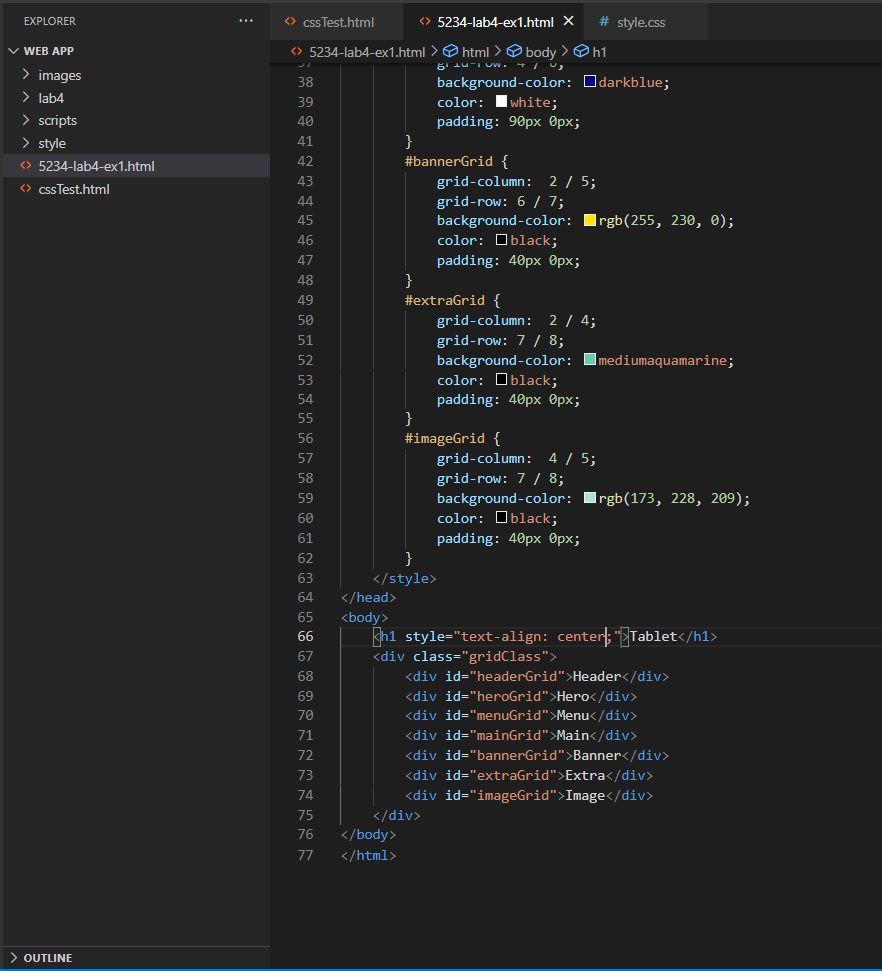 EXPLORER ...
WEB APP
images
lab4
scripts
style
5234-lab4-ex1.html
cssTest.html
OUTLINE
cssTest.html 5234-lab4-ex1.html # style.css
5234-lab4-ex1.html > html > body > h1
37 grid-row: 4 / 6;
38 background-color: darkblue;
39 color: white;
40 padding: 90px 0px;
41 }
42 #bannerGrid {
43 grid-column:  2 / 5;
44 grid-row: 6 / 7;
45 background-color: rgb(255, 230, 0);
46 color: black;
47 padding: 40px 0px;
48 }
49 #extraGrid {
50 grid-column:  2 / 4;
51 grid-row: 7 / 8;
52 background-color: mediumaquamarine;
53 color: black;
54 padding: 40px 0px;
55 }
56 #imageGrid {
57 grid-column:  4 / 5;
58 grid-row: 7 / 8;
59 background-color: rgb(173, 228, 209);
60 color: black;
61 padding: 40px 0px;
62 }
63 </style>
64 </head>
65 <body>
66 <h1 style="text-align: center;">Tablet</h1>
67 <div class="gridClass">
68 <div id="headerGrid">Header</div>
69 <div id="heroGrid">Hero</div>
70 <div id="menuGrid">Menu</div>
71 <div id="mainGrid">Main</div>
72 <div id="bannerGrid">Banner</div>
73 <div id="extraGrid">Extra</div>
74 <div id="imageGrid">Image</div>
75 </div>
76 </body>
77 </html>